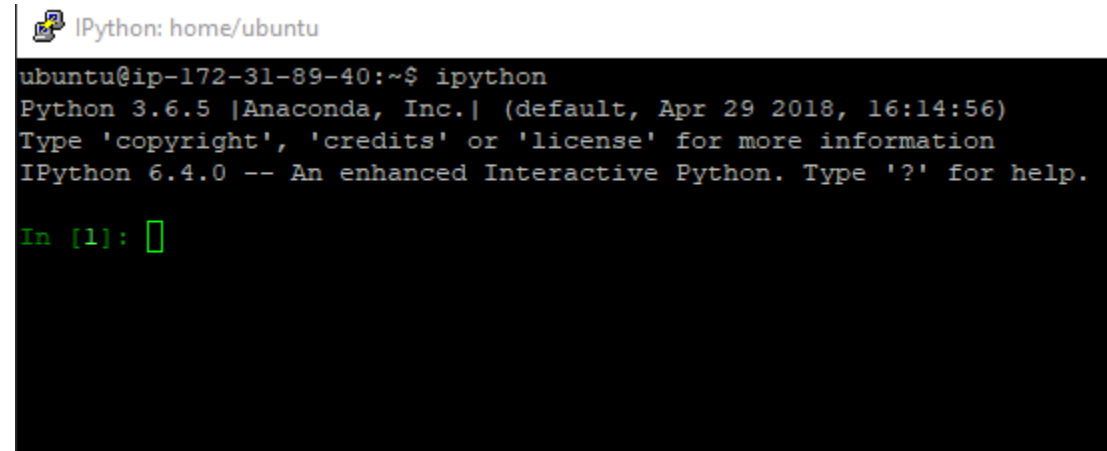 IPython: home/ubuntu
ubuntu@ip-172-31-89-40:~$ ipython
Python 3.6.5 |Anaconda, Inc.| (default, Apr 29 2018, 16:14:56)
Type 'copyright', 'credits' or 'license' for more information
IPython 6.4.0 -- An enhanced Interactive Python. Type '?' for help.
In [1]: